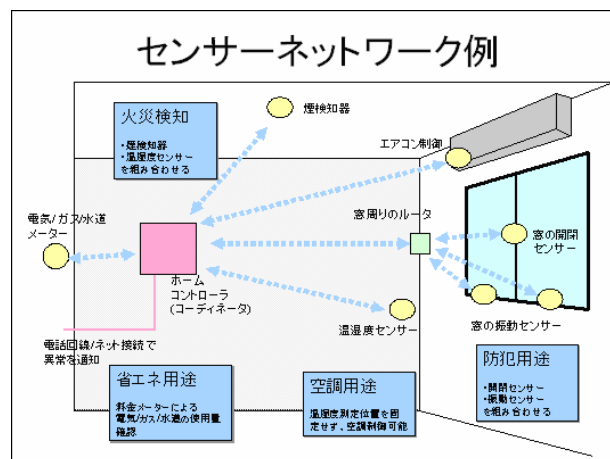 センサーネットワーク例
火災検知
・煙検知器
・温湿度センサー
を組み合わせる
煙検知器
エアコン制御
電気/ガス/水道
メーター
窓周りのルータ
窓の開閉
センサー
ホーム
コントローラ
(コーディネータ)
温湿度センサー
窓の振動センサー
電話回線/ネット接続で
異常を通知
省エネ用途
料金メーターによる
電気/ガス/水道の使用量
確認
空調用途
温湿度測定位置を固
定せず、空調制御可能
防犯用途
・開閉センサー
・振動センサー
を組み合わせる